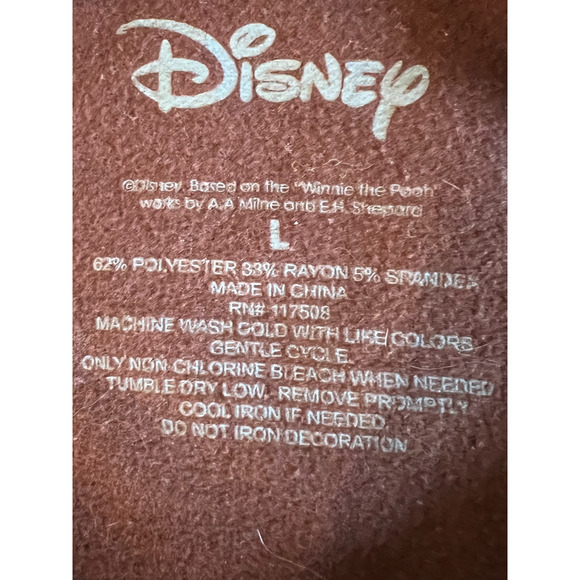 Disney
©Disney. Based on the "Winnie the Pooh"
works by A.A Milne and E.H. Shepard
L
62% POLYESTER 33% RAYON 5% SPANDEX
MADE IN CHINA
RN# 117508
MACHINE WASH COLD WITH LIKE COLORS
GENTLE CYCLE.
ONLY NON CHLORINE BLEACH WHEN NEEDED
TUMBLE DRY LOW. REMOVE PROMPTLY
COOL IRON IF NEEDED.
DO NOT IRON DECORATION